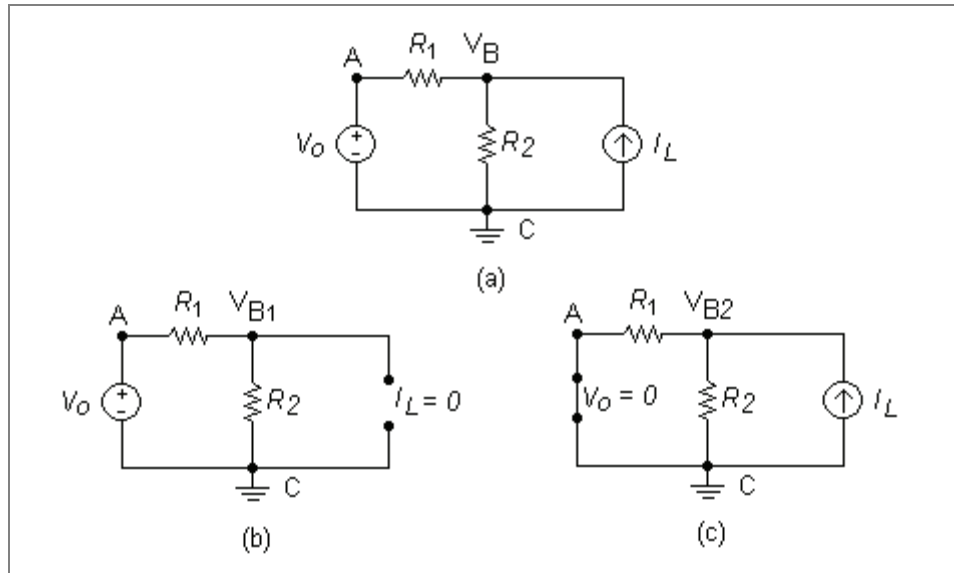 A R1 VB
Vo + - R2 IL
C
(a)
A R1 VB1
Vo + - R2 IL = 0
C
(b)
A R1 VB2
Vo = 0 R2 IL
C
(c)